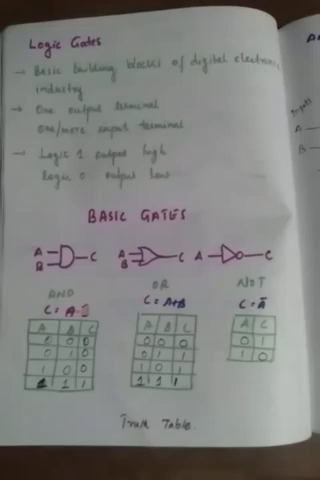 Logic Gates
→ Basic building blocks of digital electronic
industry
→ One output terminal
one/more input terminal
→ Logic 1 output high
logic 0 output low
BASIC GATES
A B C A B C A C
AND OR NOT
C = A·B C = A+B C = Ā
A B C A B C A C
0 0 0 0 0 0 0 1
0 1 0 0 1 1 1 0
1 0 0 1 0 1
1 1 1 1 1 1
Truth Table.
Inputs
A
B